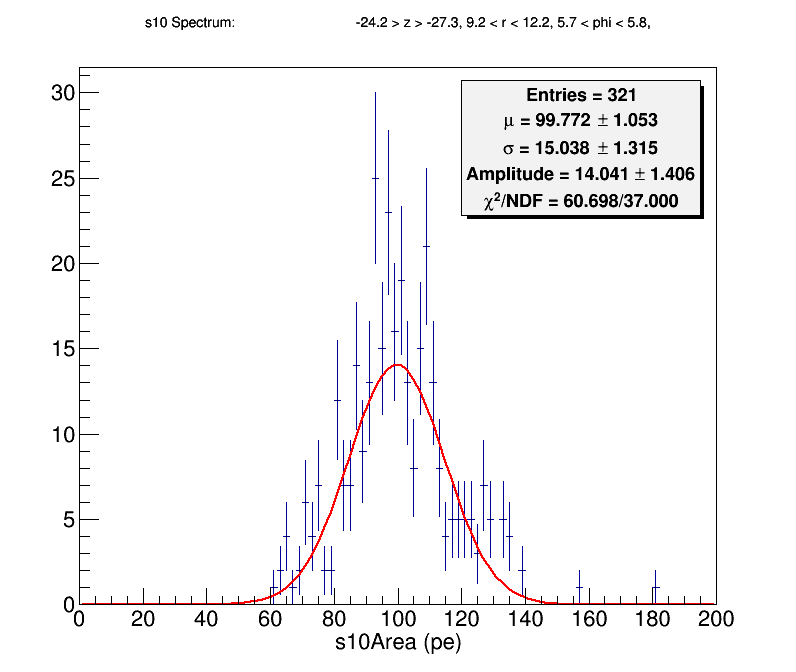 s10 Spectrum: -24.2 > z > -27.3, 9.2 < r < 12.2, 5.7 < phi < 5.8,
Entries = 321
μ = 99.772 ± 1.053
σ = 15.038 ± 1.315
Amplitude = 14.041 ± 1.406
χ²/NDF = 60.698/37.000
30
25
20
15
10
5
0
0 20 40 60 80 100 120 140 160 180 200
s10Area (pe)